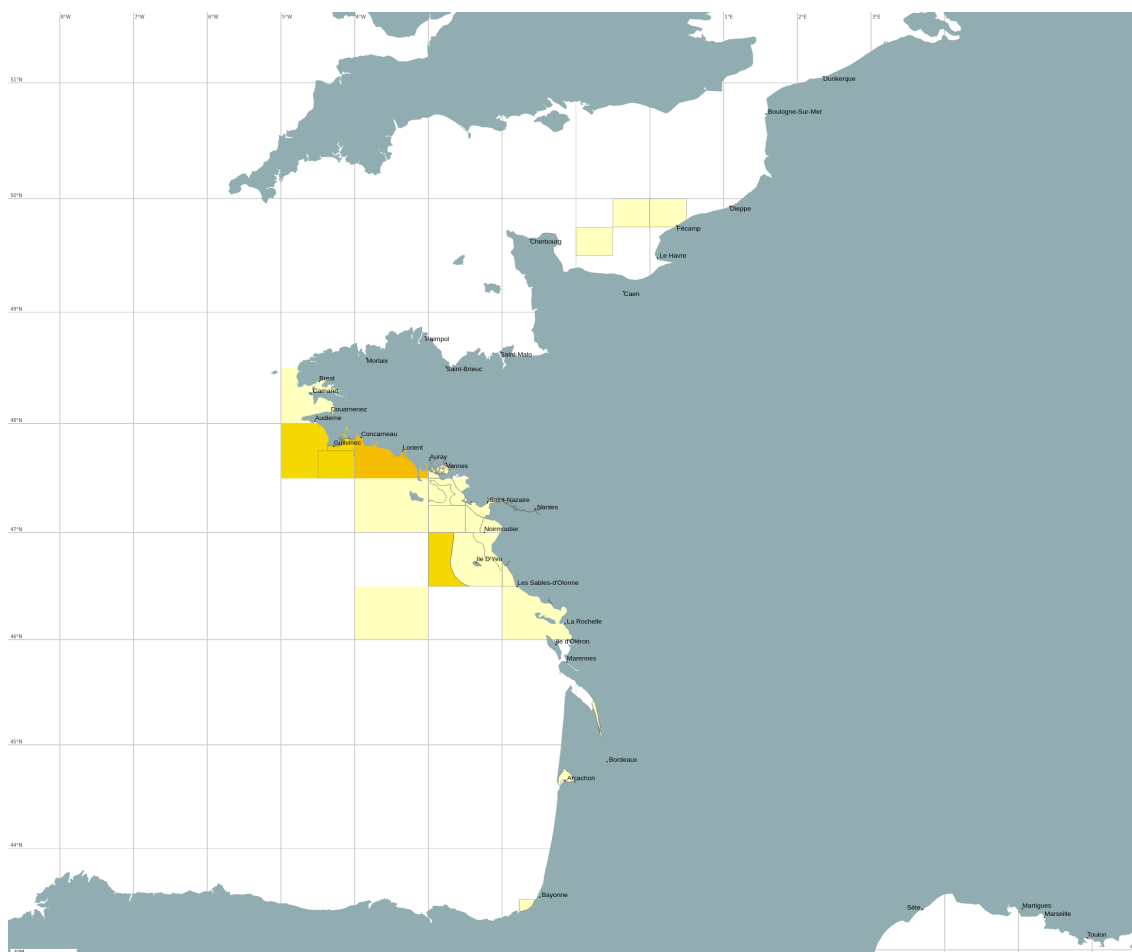 8°W 7°W 6°W 5°W 4°W 1°E 2°E 3°E
51°N
Dunkerque
Boulogne-Sur-Mer
50°N
Dieppe
Fécamp
Cherbourg
Le Havre
Caen
49°N
Paimpol
Saint-Malo
Morlaix
Saint-Brieuc
Brest
Camaret
Douarnenez
Audierne
48°N
Concarneau
Guilvinec
Lorient
Auray
Vannes
Saint-Nazaire
Nantes
47°N
Noirmoutier
Ile D'Yeu
Les Sables-d'Olonne
La Rochelle
46°N
Ile d'Oléron
Marennes
45°N
Bordeaux
Arcachon
44°N
Bayonne
Sète
Martigues
Marseille
Toulon